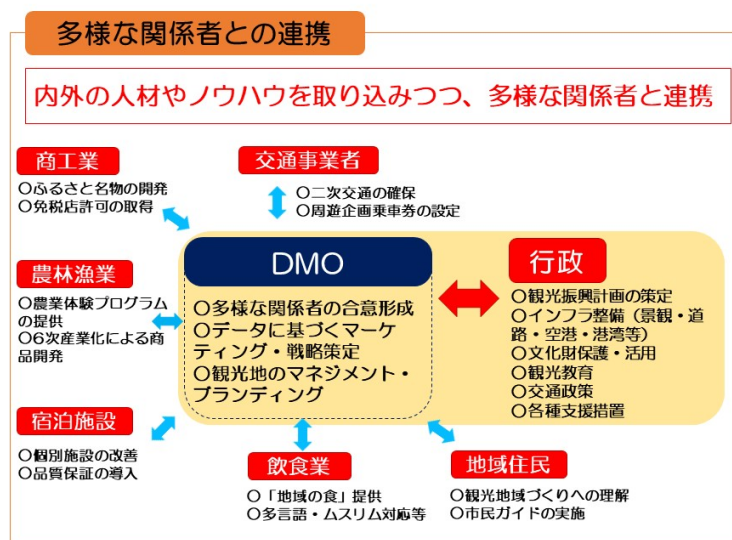 多様な関係者との連携
内外の人材やノウハウを取り込みつつ、多様な関係者と連携
商工業
○ふるさと名物の開発
○免税店許可の取得
交通事業者
○二次交通の確保
○周遊企画乗車券の設定
農林漁業
○農業体験プログラム
の提供
○6次産業化による商
品開発
DMO
○多様な関係者の合意形成
○データに基づくマーケ
ティング・戦略策定
○観光地のマネジメント・
ブランディング
行政
○観光振興計画の策定
○インフラ整備（景観・道
路・空港・港湾等）
○文化財保護・活用
○観光教育
○交通政策
○各種支援措置
宿泊施設
○個別施設の改善
○品質保証の導入
飲食業
○「地域の食」提供
○多言語・ムスリム対応等
地域住民
○観光地域づくりへの理解
○市民ガイドの実施